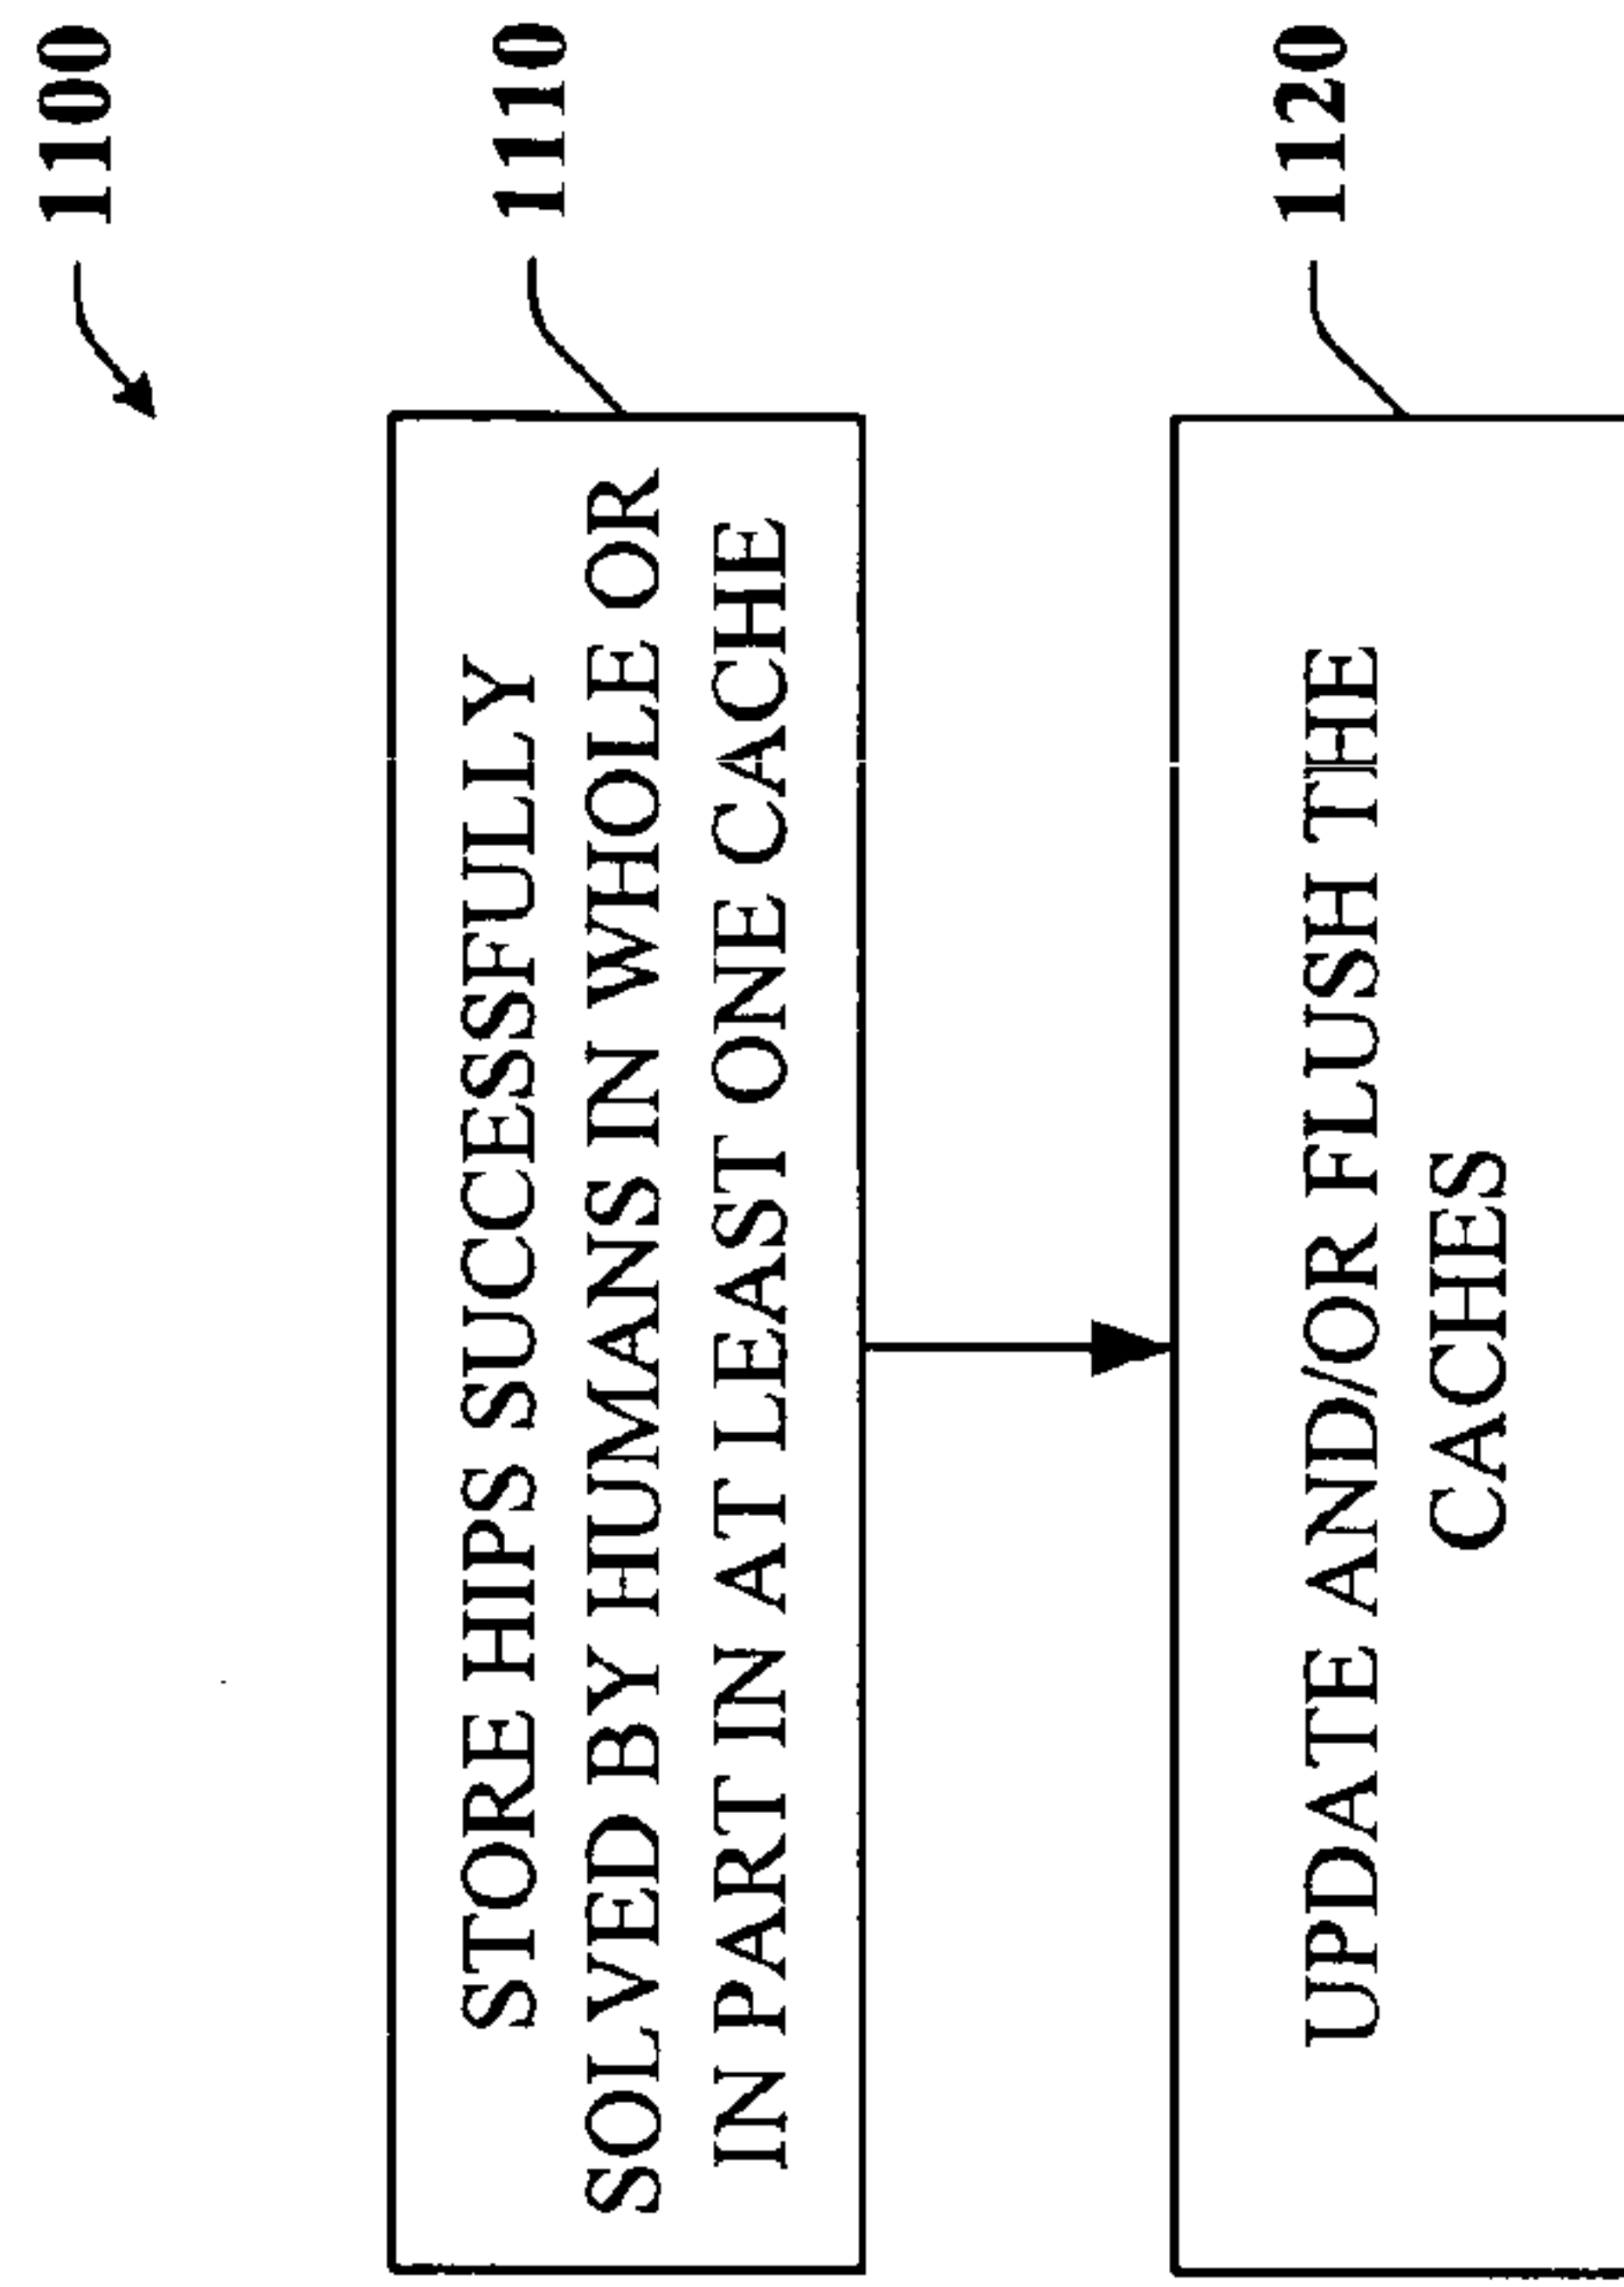 1100
1110
STORE HIPS SUCCESSFULLY
SOLVED BY HUMANS IN WHOLE OR
IN PART IN AT LEAST ONE CACHE
1120
UPDATE AND/OR FLUSH THE
CACHES